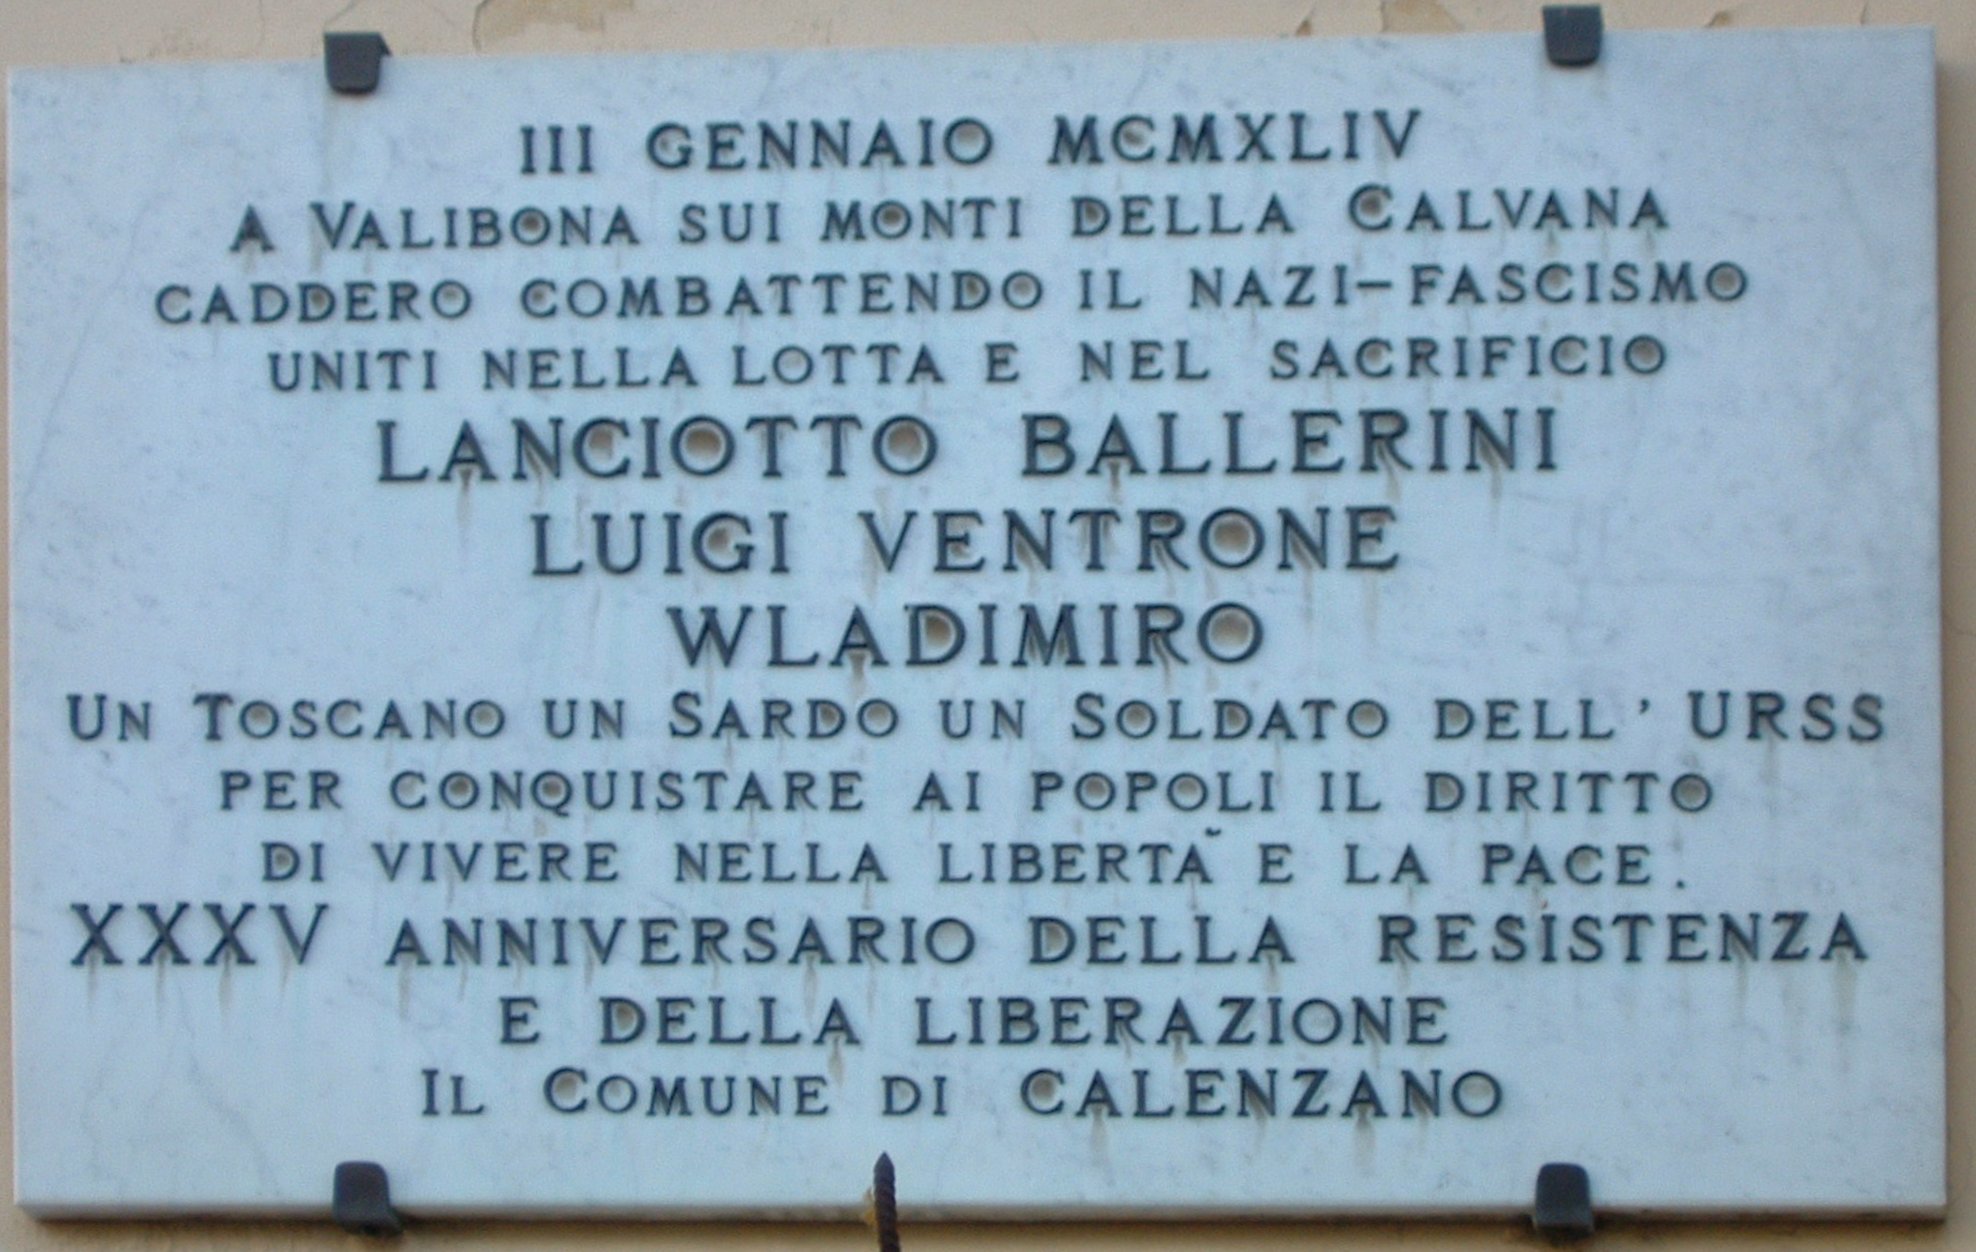 III GENNAIO MCMXLIV
A VALIBONA SUI MONTI DELLA CALVANA
CADDERO COMBATTENDO IL NAZI-FASCISMO
UNITI NELLA LOTTA E NEL SACRIFICIO
LANCIOTTO BALLERINI
LUIGI VENTRONE
WLADIMIRO
UN TOSCANO UN SARDO UN SOLDATO DELL' URSS
PER CONQUISTARE AI POPOLI IL DIRITTO
DI VIVERE NELLA LIBERTÀ E LA PACE.
XXXV ANNIVERSARIO DELLA RESISTENZA
E DELLA LIBERAZIONE
IL COMUNE DI CALENZANO